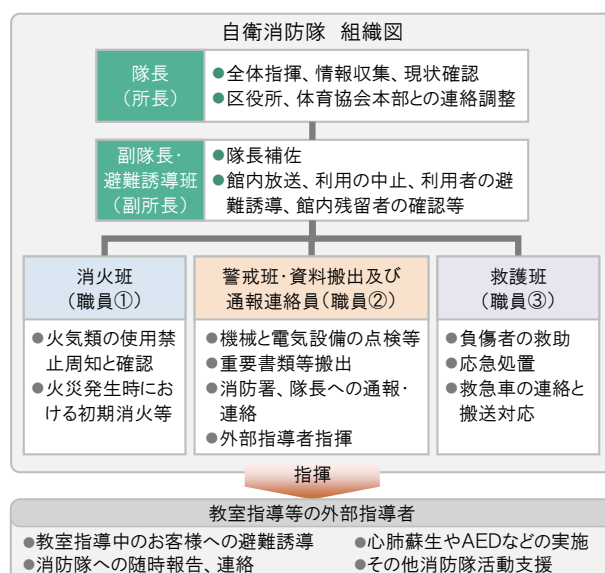 自衛消防隊 組織図
隊長
(所長)
●全体指揮、情報収集、現状確認
●区役所、体育協会本部との連絡調整
副隊長・
避難誘導班
(副所長)
●隊長補佐
●館内放送、利用の中止、利用者の避
難誘導、館内残留者の確認等
消火班
(職員①)
●火気類の使用禁
止周知と確認
●火災発生時にお
ける初期消火等
警戒班・資料搬出及び
通報連絡員(職員②)
●機械と電気設備の点検等
●重要書類等搬出
●消防署、隊長への通報・
連絡
●外部指導者指揮
救護班
(職員③)
●負傷者の救助
●応急処置
●救急車の連絡と
搬送対応
指揮
教室指導等の外部指導者
●教室指導中のお客様への避難誘導
●消防隊への随時報告、連絡
●心肺蘇生やAEDなどの実施
●その他消防隊活動支援